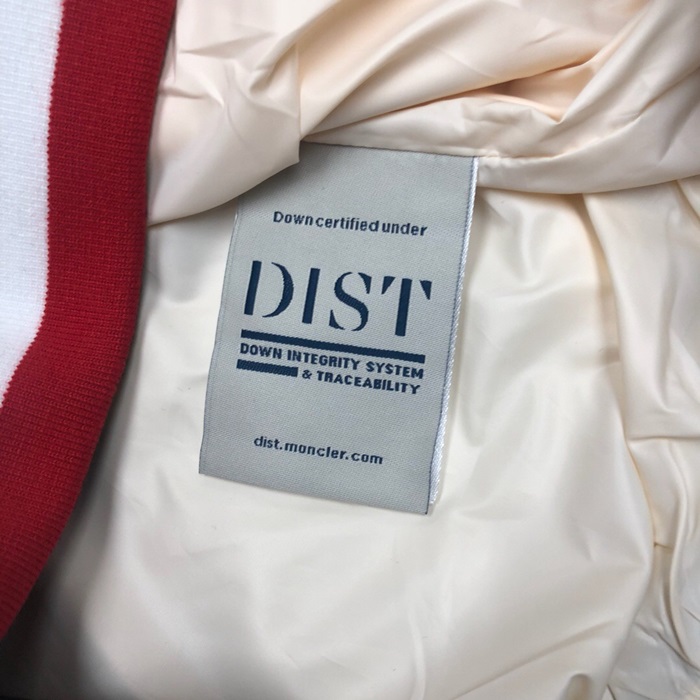 Down certified under
DIST
DOWN INTEGRITY SYSTEM
& TRACEABILITY
dist.moncler.com